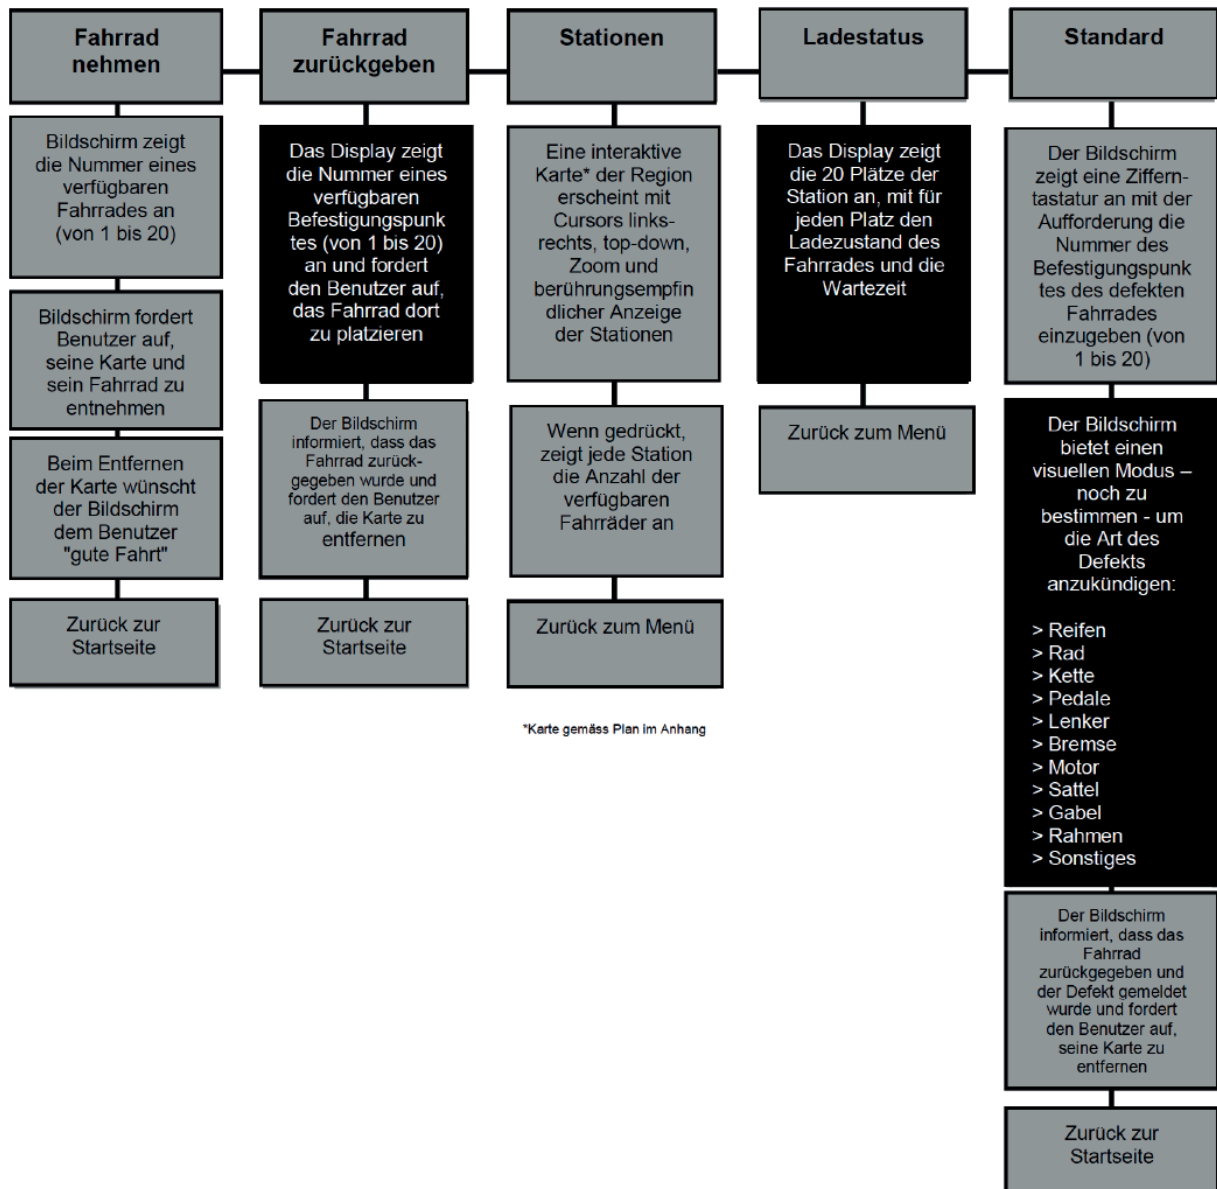 Fahrrad
nehmen
Bildschirm zeigt
die Nummer eines
verfügbaren
Fahrrades an
(von 1 bis 20)
Bildschirm fordert
Benutzer auf,
seine Karte und
sein Fahrrad zu
entnehmen
Beim Entfernen
der Karte wünscht
der Bildschirm
dem Benutzer
"gute Fahrt"
Zurück zur
Startseite
Fahrrad
zurückgeben
Das Display zeigt
die Nummer eines
verfügbaren
Befestigungspunk
tes (von 1 bis 20)
an und fordert
den Benutzer auf,
das Fahrrad dort
zu platzieren
Der Bildschirm
informiert, dass das
Fahrrad zurück-
gegeben wurde und
fordert den Benutzer
auf, die Karte zu
entfernen
Zurück zur
Startseite
Stationen
Eine interaktive
Karte* der Region
erscheint mit
Cursors links-
rechts, top-down,
Zoom und
berührungsempfin
dlicher Anzeige
der Stationen
Wenn gedrückt,
zeigt jede Station
die Anzahl der
verfügbaren
Fahrräder an
Zurück zum Menü
*Karte gemäss Plan im Anhang
Ladestatus
Das Display zeigt
die 20 Plätze der
Station an, mit für
jeden Platz den
Ladezustand des
Fahrrades und die
Wartezeit
Zurück zum Menü
Standard
Der Bildschirm
zeigt eine Ziffern-
tastatur an mit der
Aufforderung die
Nummer des
Befestigungspunk
tes des defekten
Fahrrades
einzugeben (von
1 bis 20)
Der Bildschirm
bietet einen
visuellen Modus –
noch zu
bestimmen - um
die Art des
Defekts
anzukündigen:
> Reifen
> Rad
> Kette
> Pedale
> Lenker
> Bremse
> Motor
> Sattel
> Gabel
> Rahmen
> Sonstiges
Der Bildschirm
informiert, dass das
Fahrrad
zurückgegeben und
der Defekt gemeldet
wurde und fordert
den Benutzer auf,
seine Karte zu
entfernen
Zurück zur
Startseite